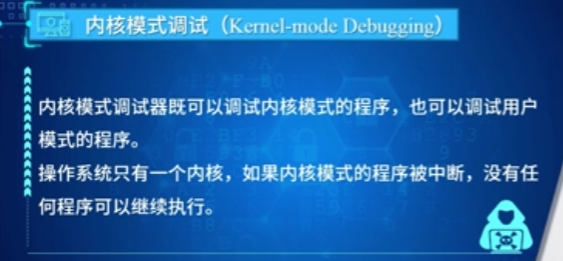 内核模式调试（Kernel-mode Debugging）
内核模式调试器既可以调试内核模式的程序，也可以调试用户
模式的程序。
操作系统只有一个内核，如果内核模式的程序被中断，没有任
何程序可以继续执行。